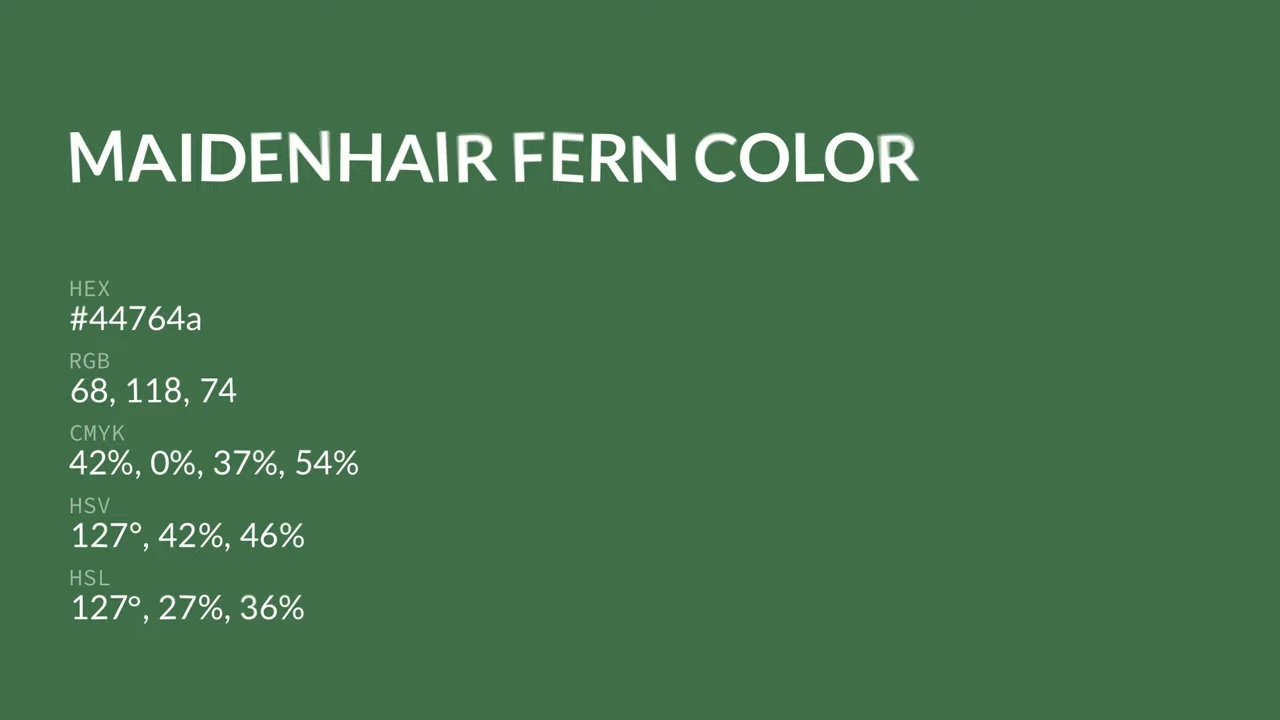 MAIDENHAIR FERN COLOR
HEX
#44764a
RGB
68, 118, 74
CMYK
42%, 0%, 37%, 54%
HSV
127°, 42%, 46%
HSL
127°, 27%, 36%